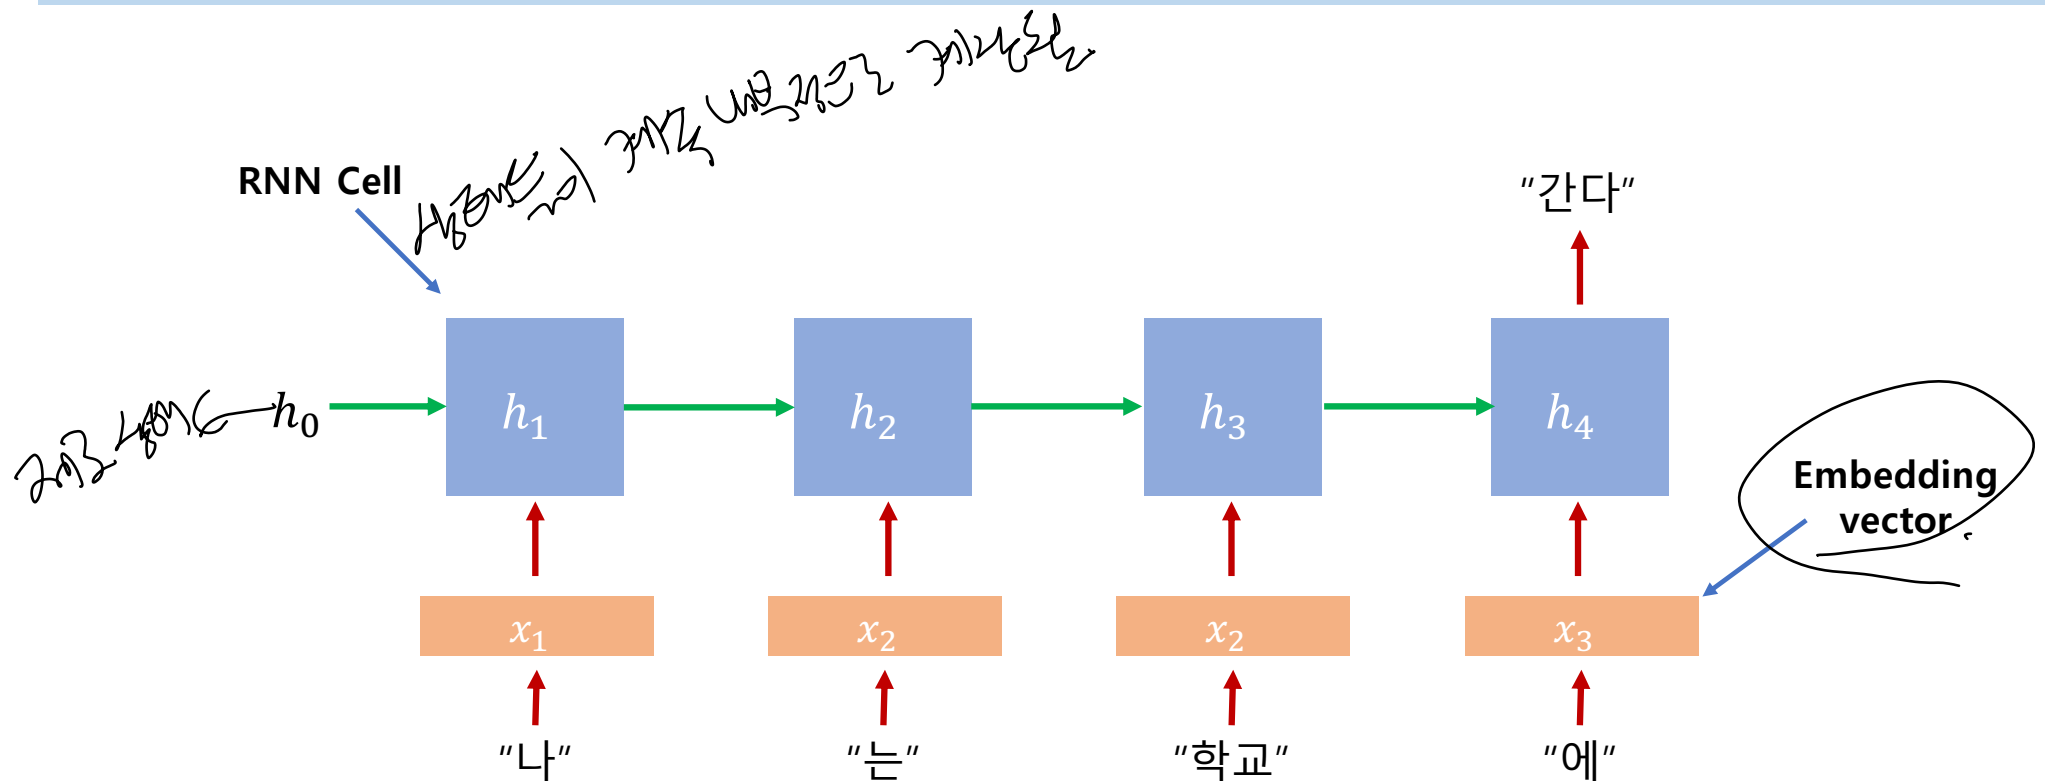 RNN Cell
"간다"
h₀
h₁
h₂
h₃
h₄
Embedding
vector
x₁
x₂
x₂
x₃
"나"
"는"
"학교"
"에"